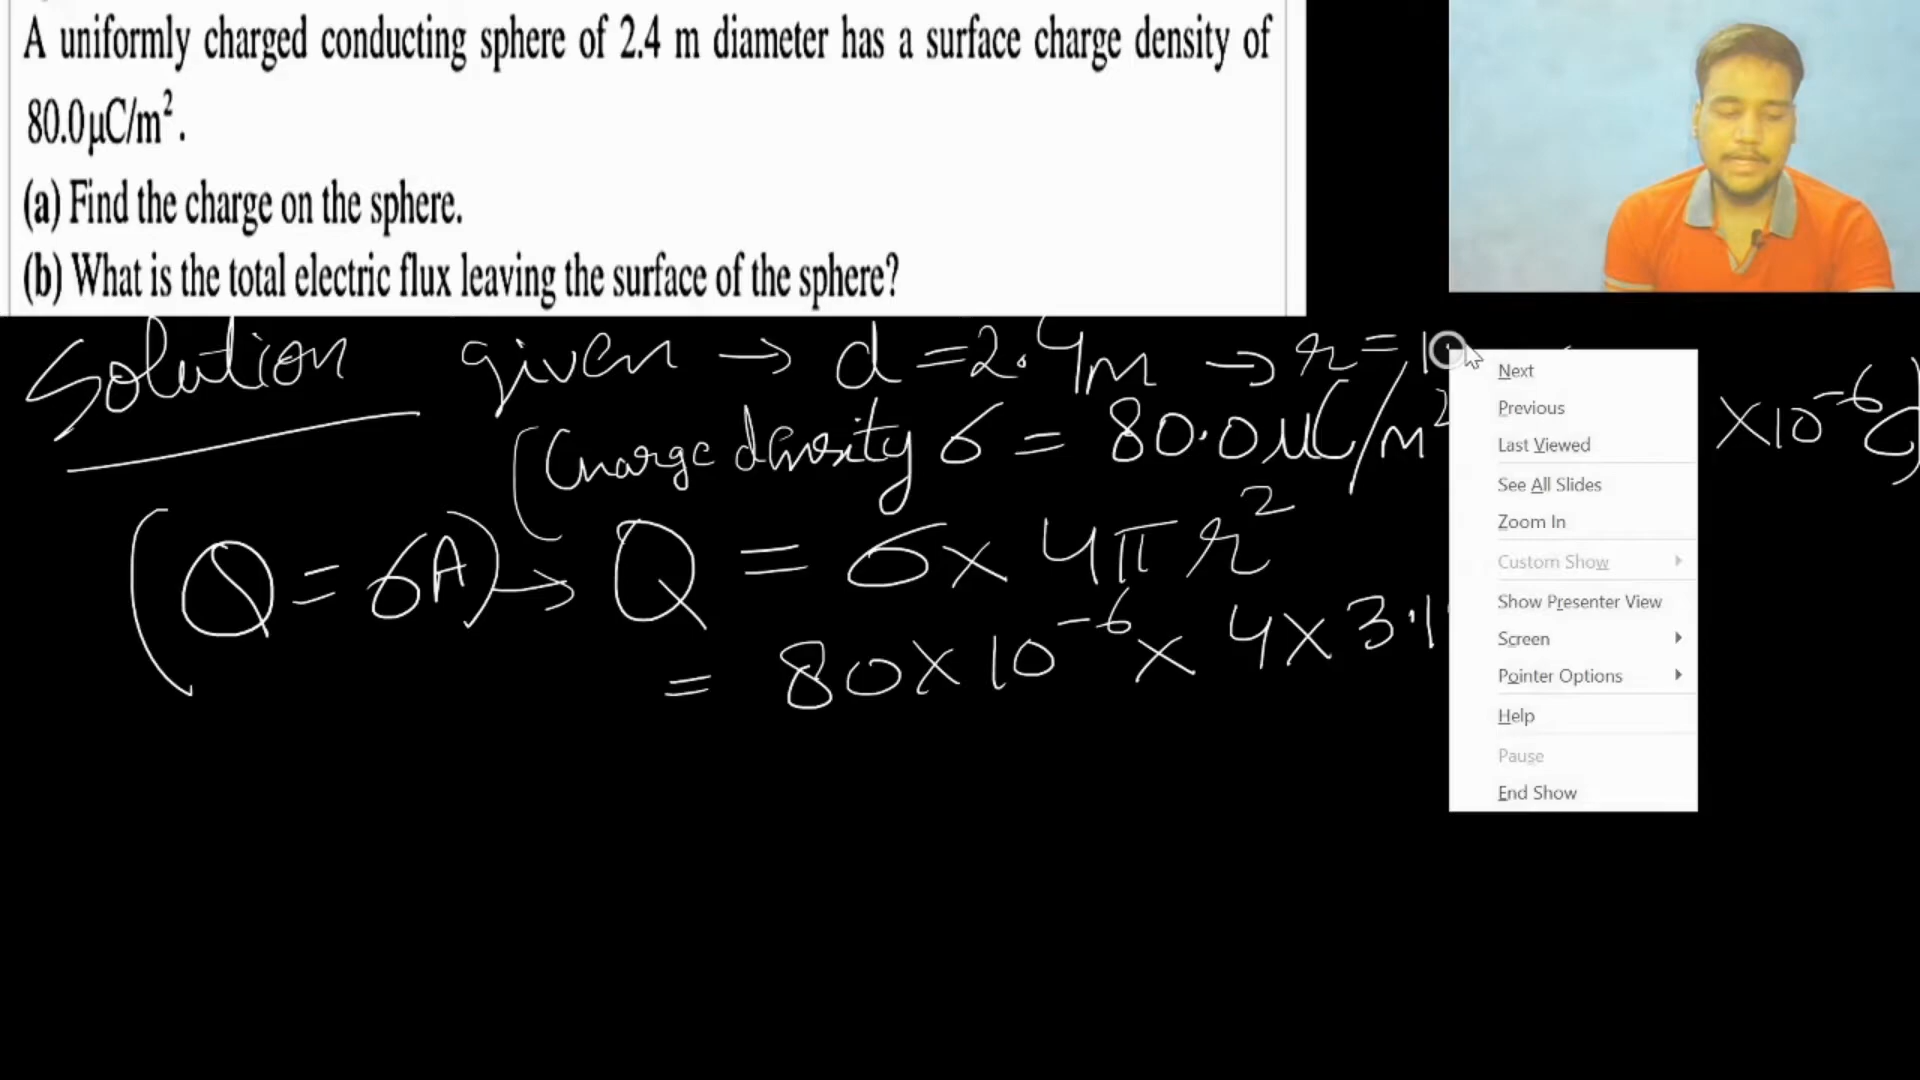 A uniformly charged conducting sphere of 2.4 m diameter has a surface charge density of
80.0µC/m².
(a) Find the charge on the sphere.
(b) What is the total electric flux leaving the surface of the sphere?
Solution given → d = 2.4m → r = 1
(Charge density σ = 80.0 µC/m² ×10⁻⁶C)
(Q = σA) → Q = σ × 4πr²
= 80×10⁻⁶ × 4 × 3.1
Next
Previous
Last Viewed
See All Slides
Zoom In
Custom Show
Show Presenter View
Screen
Pointer Options
Help
Pause
End Show